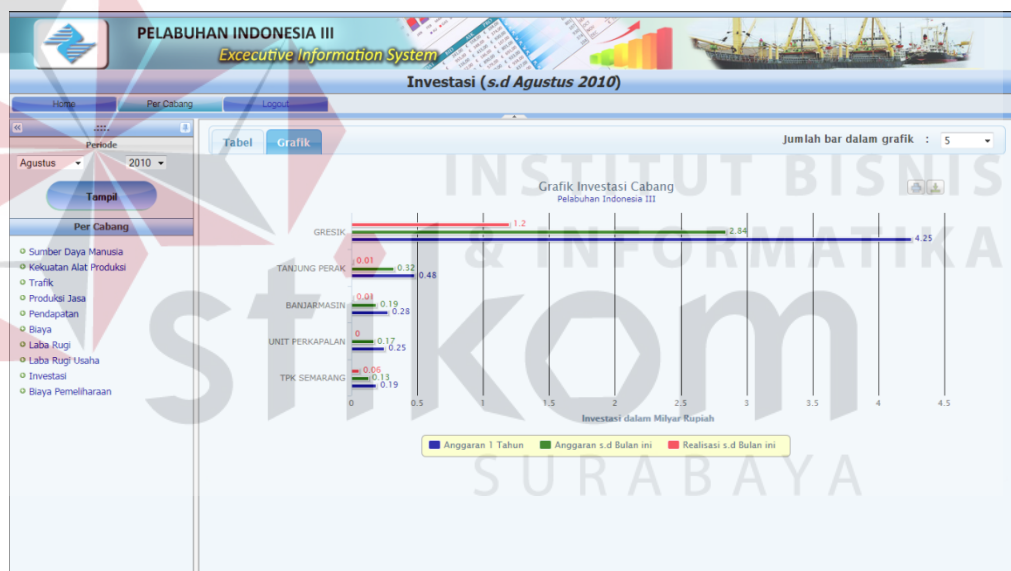 PELABUHAN INDONESIA III
Excecutive Information System
Investasi (s.d Agustus 2010)
Home
Per Cabang
Logout
Periode
Agustus
2010
Tampil
Per Cabang
Sumber Daya Manusia
Kekuatan Alat Produksi
Trafik
Produksi Jasa
Pendapatan
Biaya
Laba Rugi
Laba Rugi Usaha
Investasi
Biaya Pemeliharaan
Tabel
Grafik
Jumlah bar dalam grafik : 5
Grafik Investasi Cabang
Pelabuhan Indonesia III
GRESIK
1.2
2.84
4.25
TANJUNG PERAK
0.01
0.32
0.48
BANJARMASIN
0.01
0.19
0.28
UNIT PERKAPALAN
0
0.17
0.25
TPK SEMARANG
0.06
0.13
0.19
0 0.5 1 1.5 2 2.5 3 3.5 4 4.5
Investasi dalam Milyar Rupiah
Anggaran 1 Tahun
Anggaran s.d Bulan ini
Realisasi s.d Bulan ini
INSTITUT BISNIS
& INFORMATIKA
stikom
SURABAYA